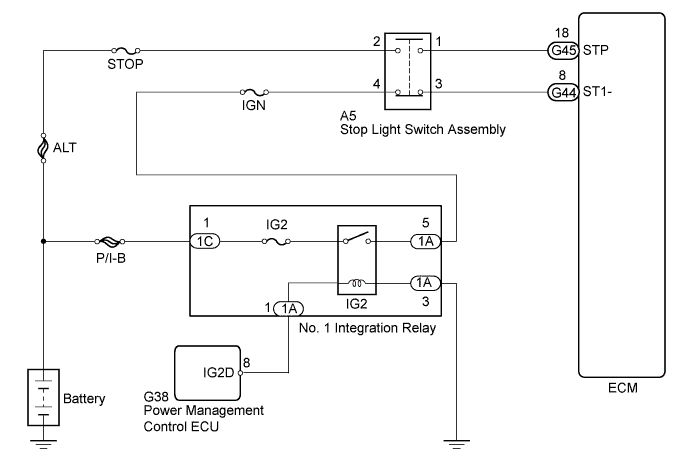 18
2 1 G45 STP
STOP
8
4 3 G44 ST1-
IGN
A5
Stop Light Switch Assembly
ALT
1 IG2 5
1C 1A
P/I-B
1A
IG2 3
1 1A
No. 1 Integration Relay
8
IG2D
ECM
Battery
G38
Power Management
Control ECU